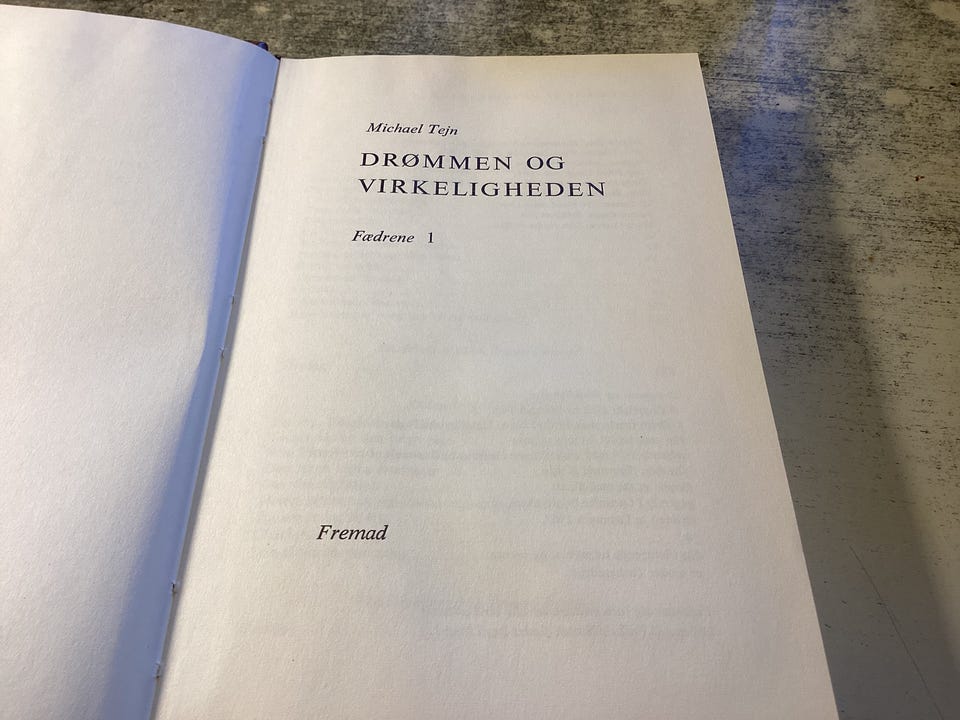 Michael Tejn
DRØMMEN OG
VIRKELIGHEDEN
Fædrene 1
Fremad